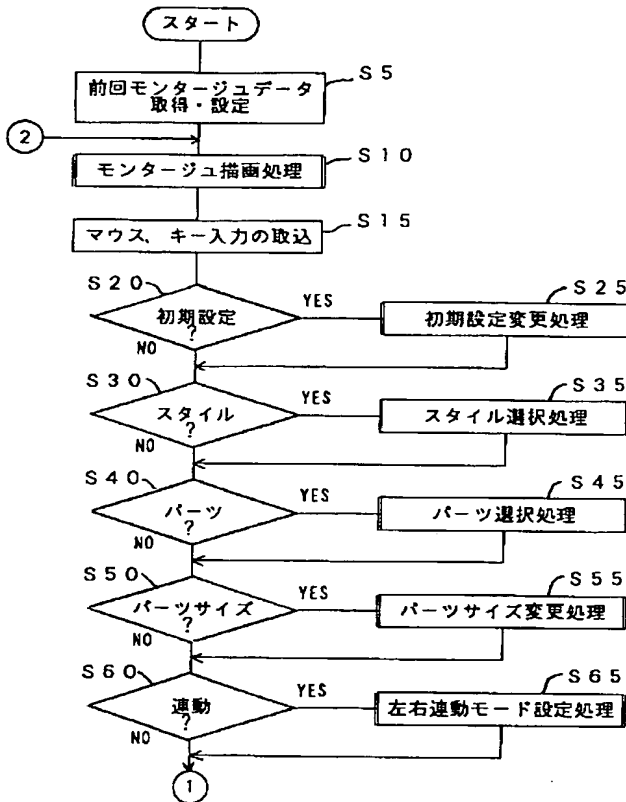 スタート
S5
前回モンタージュデータ
取得・設定
2
S10
モンタージュ描画処理
S15
マウス、キー入力の取込
S20
初期設定
?
YES
NO
S25
初期設定変更処理
S30
スタイル
?
YES
NO
S35
スタイル選択処理
S40
パーツ
?
YES
NO
S45
パーツ選択処理
S50
パーツサイズ
?
YES
NO
S55
パーツサイズ変更処理
S60
連動
?
YES
NO
S65
左右連動モード設定処理
1